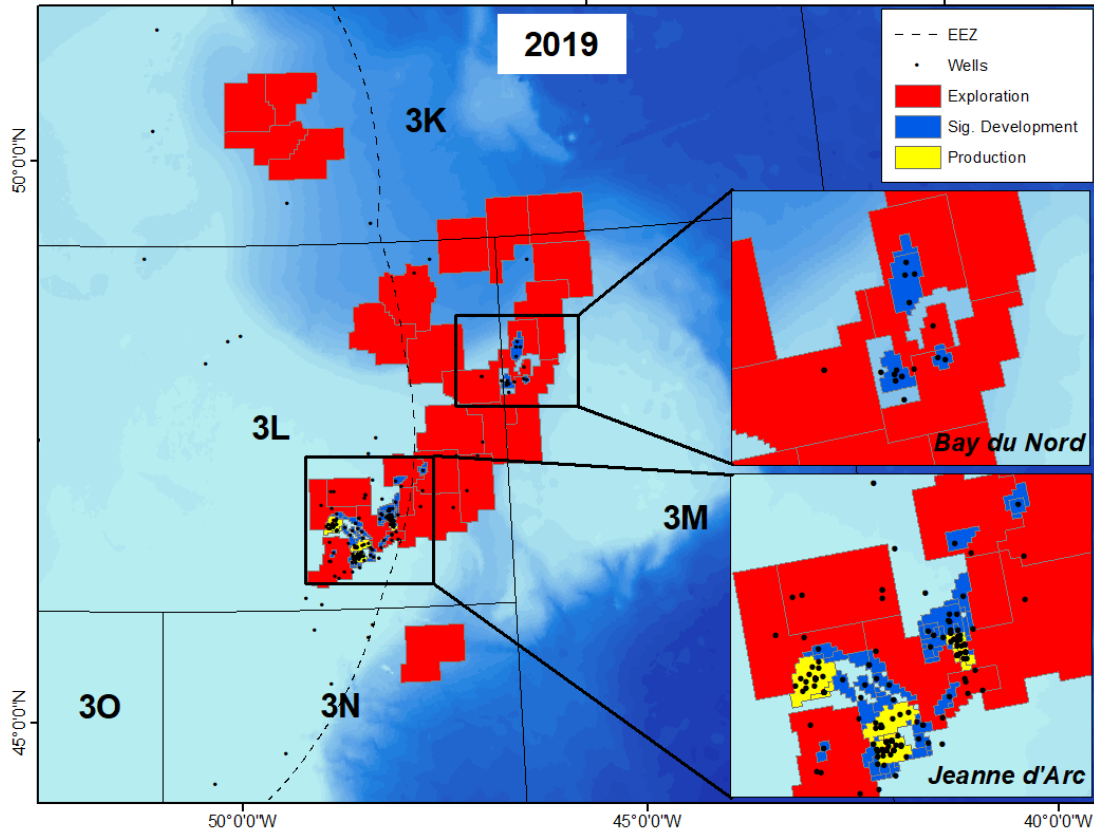 2019
EEZ
Wells
Exploration
Sig. Development
Production
3K
50°0'0"N
Bay du Nord
3L
3M
Jeanne d'Arc
3O
3N
45°0'0"N
50°0'0"W
45°0'0"W
40°0'0"W